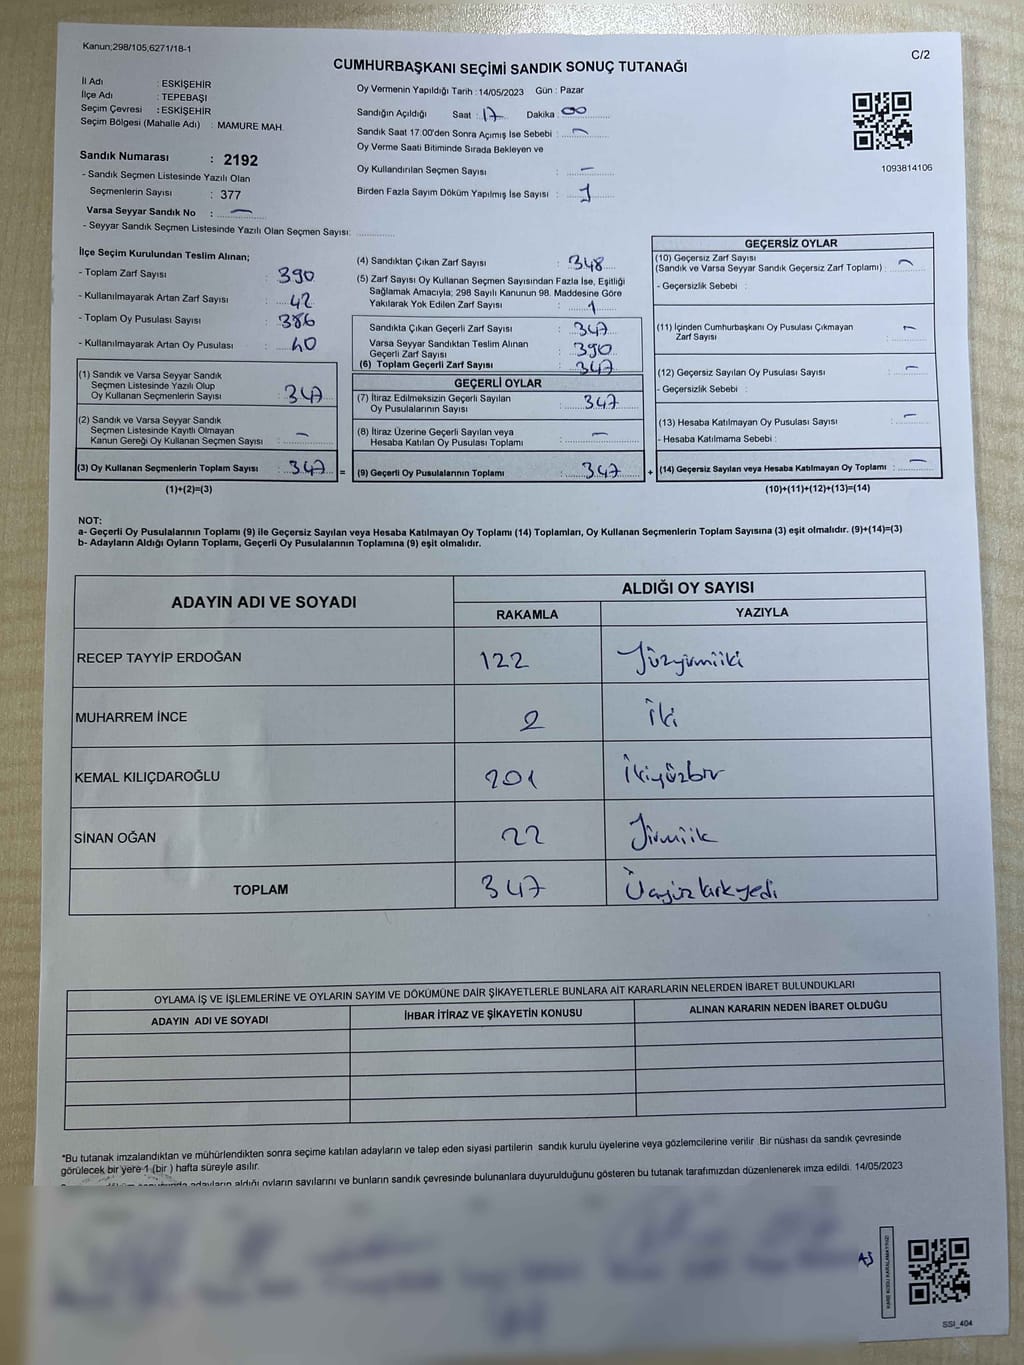 Kanun;298/105,6271/18-1
C/2
CUMHURBAŞKANI SEÇİMİ SANDIK SONUÇ TUTANAĞI
İl Adı : ESKİŞEHİR
İlçe Adı : TEPEBAŞI
Seçim Çevresi : ESKİŞEHİR
Seçim Bölgesi (Mahalle Adı) : MAMURE MAH.
Sandık Numarası : 2192
- Sandık Seçmen Listesinde Yazılı Olan
Seçmenlerin Sayısı : 377
Varsa Seyyar Sandık No : —
- Seyyar Sandık Seçmen Listesinde Yazılı Olan Seçmen Sayısı:
Oy Vermenin Yapıldığı Tarih : 14/05/2023 Gün : Pazar
Sandığın Açıldığı Saat : 17 Dakika : 00
Sandık Saat 17.00'den Sonra Açımış İse Sebebi : —
Oy Verme Saati Bitiminde Sırada Bekleyen ve
Oy Kullandırılan Seçmen Sayısı : —
Birden Fazla Sayım Döküm Yapılmış İse Sayısı : 1
1093814106
İlçe Seçim Kurulundan Teslim Alınan;
- Toplam Zarf Sayısı : 390
- Kullanılmayarak Artan Zarf Sayısı : 42
- Toplam Oy Pusulası Sayısı : 386
- Kullanılmayarak Artan Oy Pusulası : 40
(1) Sandık ve Varsa Seyyar Sandık
Seçmen Listesinde Yazılı Olup
Oy Kullanan Seçmenlerin Sayısı : 347
(2) Sandık ve Varsa Seyyar Sandık
Seçmen Listesinde Kayıtlı Olmayan
Kanun Gereği Oy Kullanan Seçmen Sayısı : —
(3) Oy Kullanan Seçmenlerin Toplam Sayısı : 347 =
(1)+(2)=(3)
(4) Sandıktan Çıkan Zarf Sayısı : 348
(5) Zarf Sayısı Oy Kullanan Seçmen Sayısından Fazla İse, Eşitliği
Sağlamak Amacıyla; 298 Sayılı Kanunun 98. Maddesine Göre
Yakılarak Yok Edilen Zarf Sayısı : 1
Sandıkta Çıkan Geçerli Zarf Sayısı : 347
Varsa Seyyar Sandıktan Teslim Alınan
Geçerli Zarf Sayısı : 390
(6) Toplam Geçerli Zarf Sayısı : 347
GEÇERLİ OYLAR
(7) İtiraz Edilmeksizin Geçerli Sayılan
Oy Pusulalarının Sayısı : 347
(8) İtiraz Üzerine Geçerli Sayılan veya
Hesaba Katılan Oy Pusulası Toplamı : —
(9) Geçerli Oy Pusulalarının Toplamı : 347 +
GEÇERSİZ OYLAR
(10) Geçersiz Zarf Sayısı
(Sandık ve Varsa Seyyar Sandık Geçersiz Zarf Toplamı) : —
- Geçersizlik Sebebi :
(11) İçinden Cumhurbaşkanı Oy Pusulası Çıkmayan
Zarf Sayısı : —
(12) Geçersiz Sayılan Oy Pusulası Sayısı : —
- Geçersizlik Sebebi :
(13) Hesaba Katılmayan Oy Pusulası Sayısı : —
- Hesaba Katılmama Sebebi :
(14) Geçersiz Sayılan veya Hesaba Katılmayan Oy Toplamı : —
(10)+(11)+(12)+(13)=(14)
NOT:
a- Geçerli Oy Pusulalarının Toplamı (9) ile Geçersiz Sayılan veya Hesaba Katılmayan Oy Toplamı (14) Toplamları, Oy Kullanan Seçmenlerin Toplam Sayısına (3) eşit olmalıdır. (9)+(14)=(3)
b- Adayların Aldığı Oyların Toplamı, Geçerli Oy Pusulalarının Toplamına (9) eşit olmalıdır.
ADAYIN ADI VE SOYADI ALDIĞI OY SAYISI
RAKAMLA YAZIYLA
RECEP TAYYİP ERDOĞAN 122 Yüzyirmiiki
MUHARREM İNCE 2 İki
KEMAL KILIÇDAROĞLU 201 İkiyüzbir
SİNAN OĞAN 22 Yirmiik
TOPLAM 347 Üçyüzkırkyedi
OYLAMA İŞ VE İŞLEMLERİNE VE OYLARIN SAYIM VE DÖKÜMÜNE DAİR ŞİKAYETLERLE BUNLARA AİT KARARLARIN NELERDEN İBARET BULUNDUKLARI
ADAYIN ADI VE SOYADI İHBAR İTİRAZ VE ŞİKAYETİN KONUSU ALINAN KARARIN NEDEN İBARET OLDUĞU
*Bu tutanak imzalandıktan ve mühürlendikten sonra seçime katılan adayların ve talep eden siyasi partilerin sandık kurulu üyelerine veya gözlemcilerine verilir .Bir nüshası da sandık çevresinde
görülecek bir yere 1 (bir ) hafta süreyle asılır.
adayların aldığı oyların sayılarını ve bunların sandık çevresinde bulunanlara duyurulduğunu gösteren bu tutanak tarafımızdan düzenlenerek imza edildi. 14/05/2023
KARE KODU KARALAMAYINIZ!
SSI_404